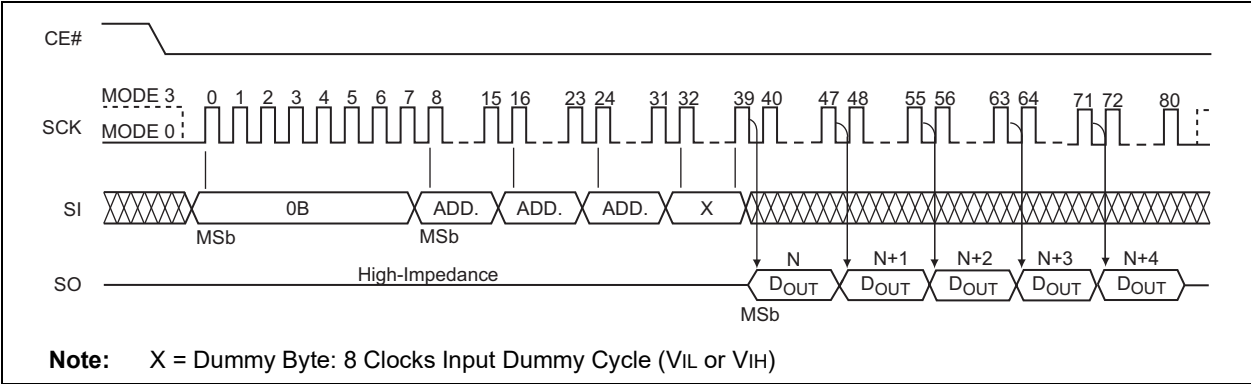 CE#
MODE 3 0 1 2 3 4 5 6 7 8 15 16 23 24 31 32 39 40 47 48 55 56 63 64 71 72 80
SCK
MODE 0
SI 0B ADD. ADD. ADD. X
MSb MSb
High-Impedance N N+1 N+2 N+3 N+4
SO DOUT DOUT DOUT DOUT DOUT
MSb
Note: X = Dummy Byte: 8 Clocks Input Dummy Cycle (VIL or VIH)